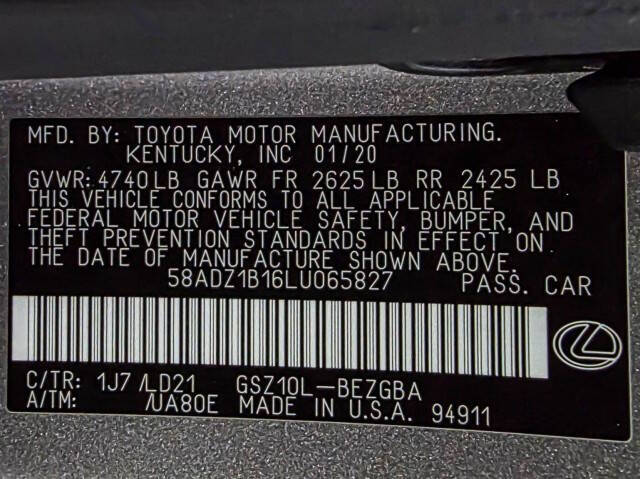 MFD. BY: TOYOTA MOTOR MANUFACTURING.
KENTUCKY, INC 01/20
GVWR: 4740 LB GAWR FR 2625 LB RR 2425 LB
THIS VEHICLE CONFORMS TO ALL APPLICABLE
FEDERAL MOTOR VEHICLE SAFETY, BUMPER, AND
THEFT PREVENTION STANDARDS IN EFFECT ON
THE DATE OF MANUFACTURE SHOWN ABOVE.
58ADZ1B16LU065827 PASS. CAR
C/TR: 1J7 /LD21 GSZ10L-BEZGBA
A/TM: /UA80E MADE IN U.S.A. 94911